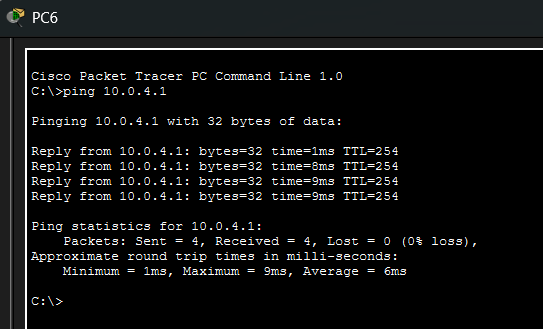 PC6
Cisco Packet Tracer PC Command Line 1.0
C:\>ping 10.0.4.1
Pinging 10.0.4.1 with 32 bytes of data:
Reply from 10.0.4.1: bytes=32 time=1ms TTL=254
Reply from 10.0.4.1: bytes=32 time=8ms TTL=254
Reply from 10.0.4.1: bytes=32 time=9ms TTL=254
Reply from 10.0.4.1: bytes=32 time=9ms TTL=254
Ping statistics for 10.0.4.1:
    Packets: Sent = 4, Received = 4, Lost = 0 (0% loss),
Approximate round trip times in milli-seconds:
    Minimum = 1ms, Maximum = 9ms, Average = 6ms
C:\>